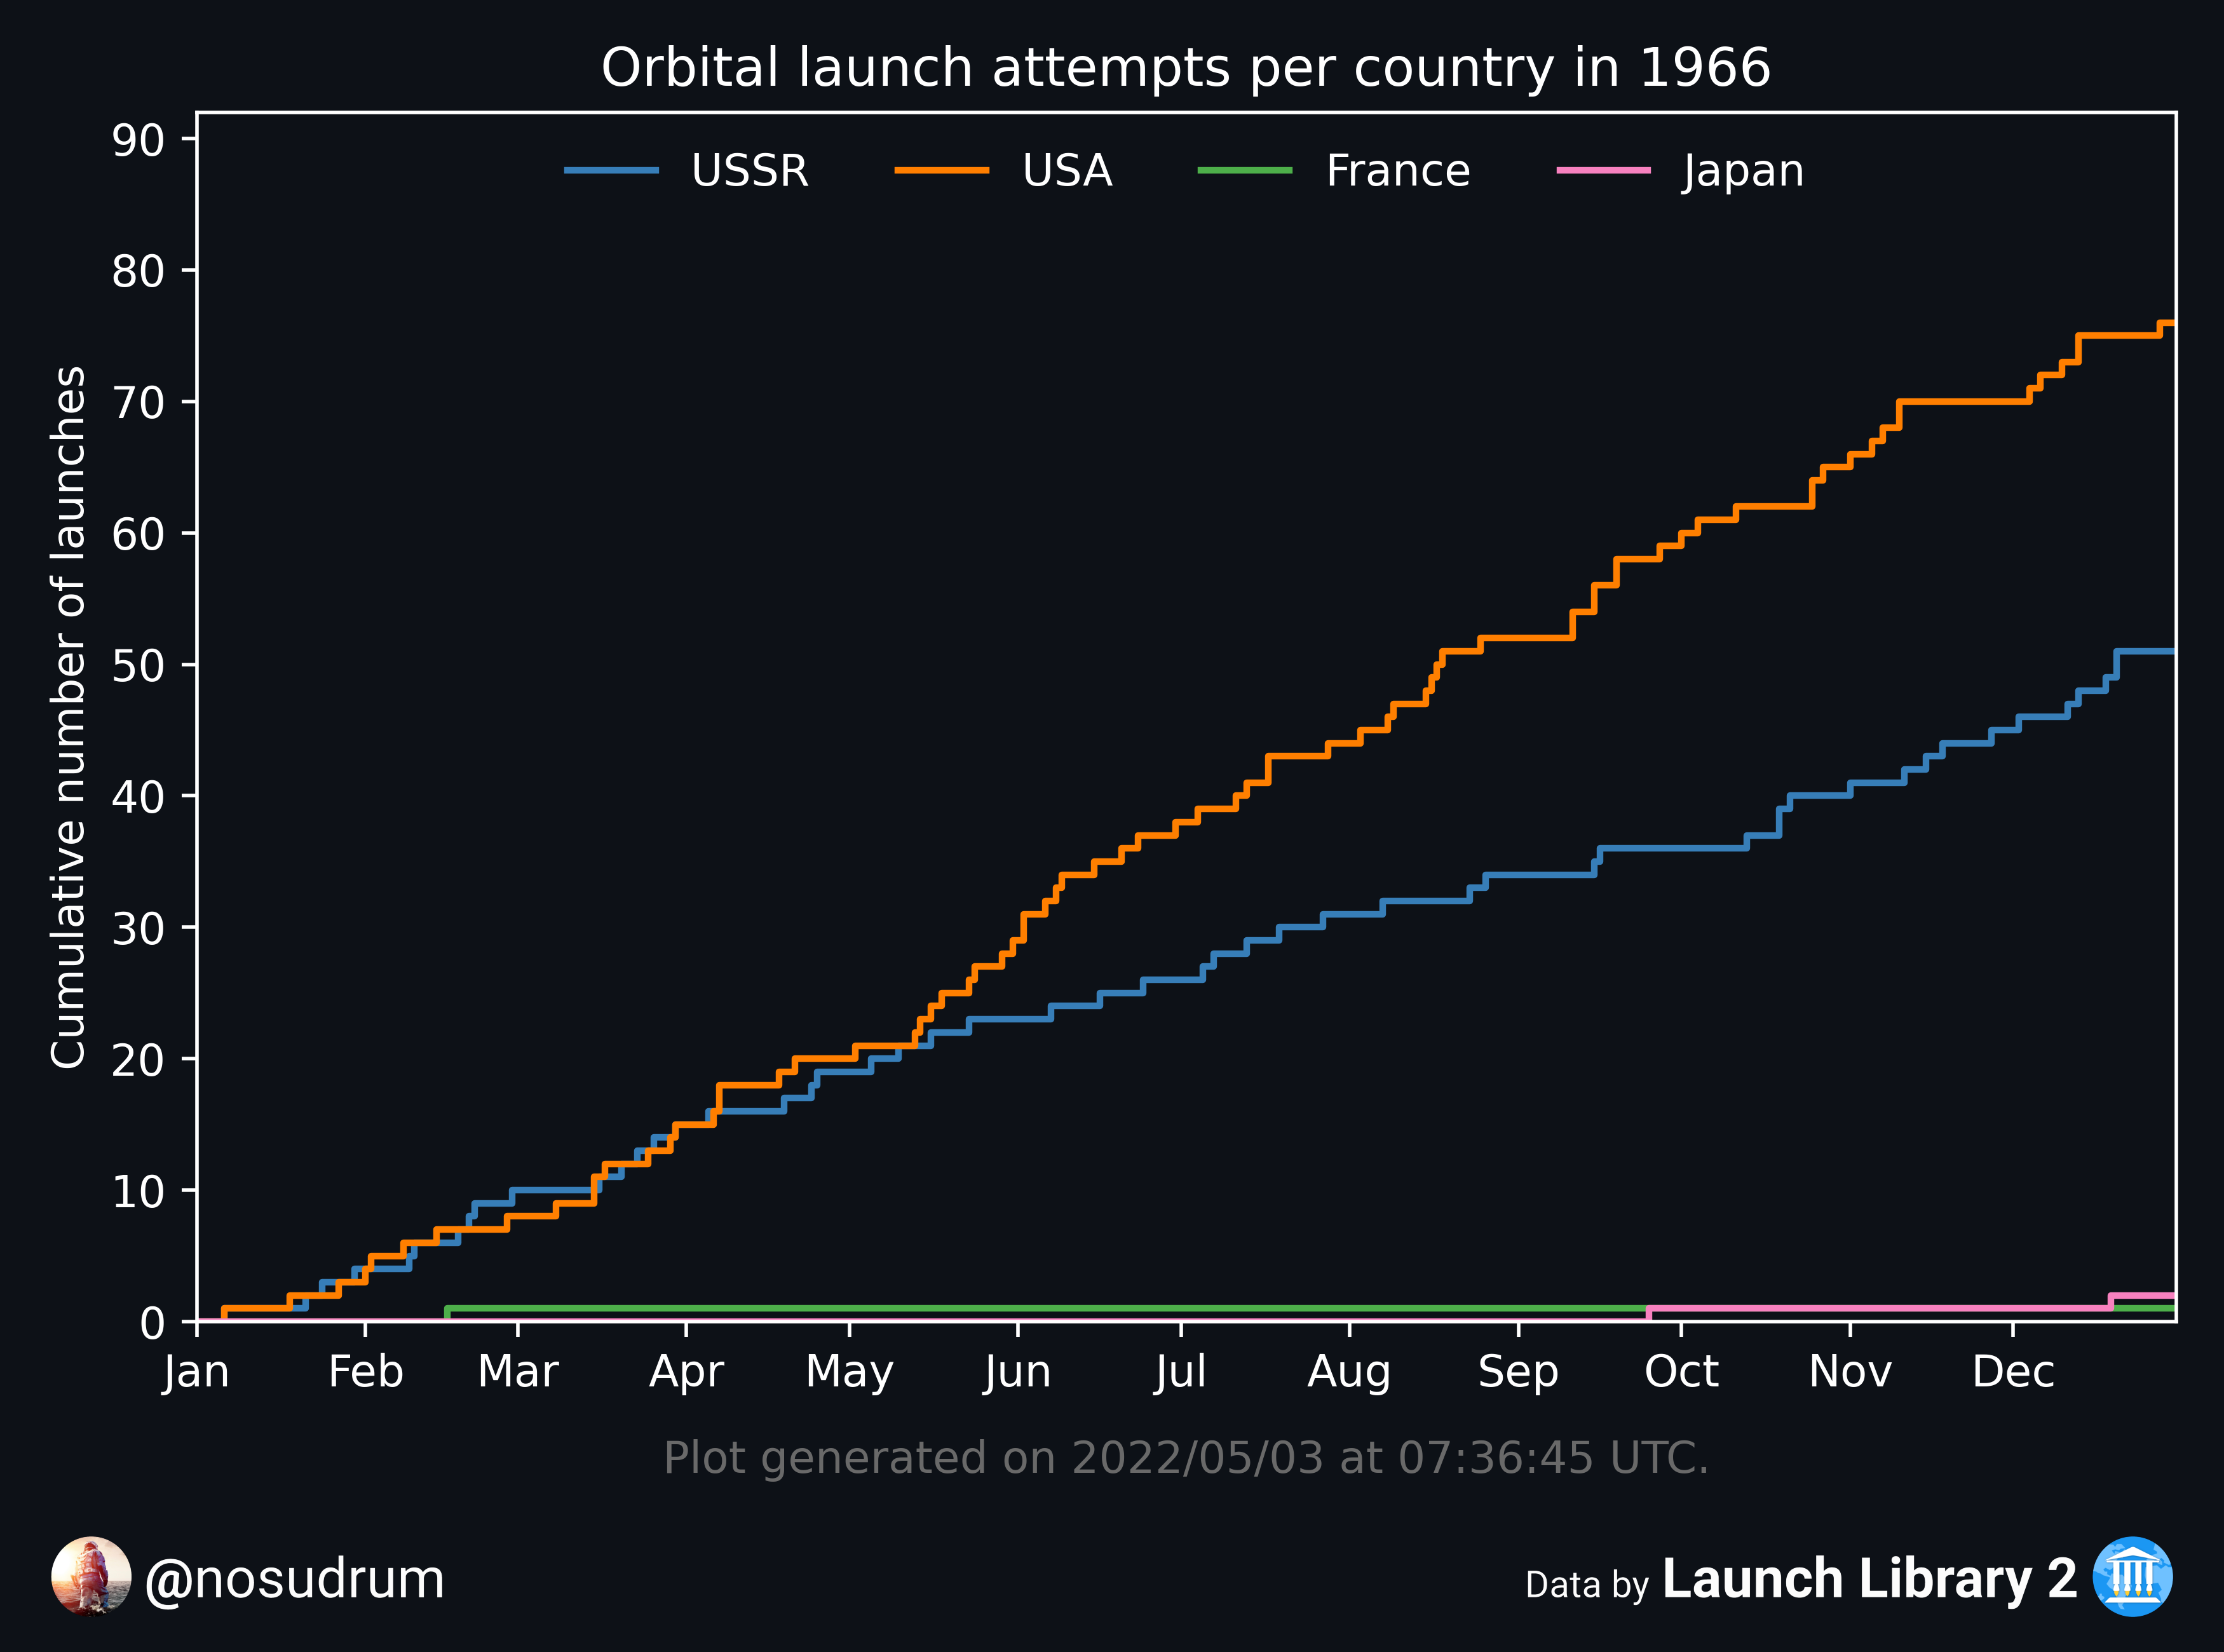 Orbital launch attempts per country in 1966
USSR USA France Japan
Cumulative number of launches
90
80
70
60
50
40
30
20
10
0
Jan Feb Mar Apr May Jun Jul Aug Sep Oct Nov Dec
Plot generated on 2022/05/03 at 07:36:45 UTC.
@nosudrum
Data by Launch Library 2